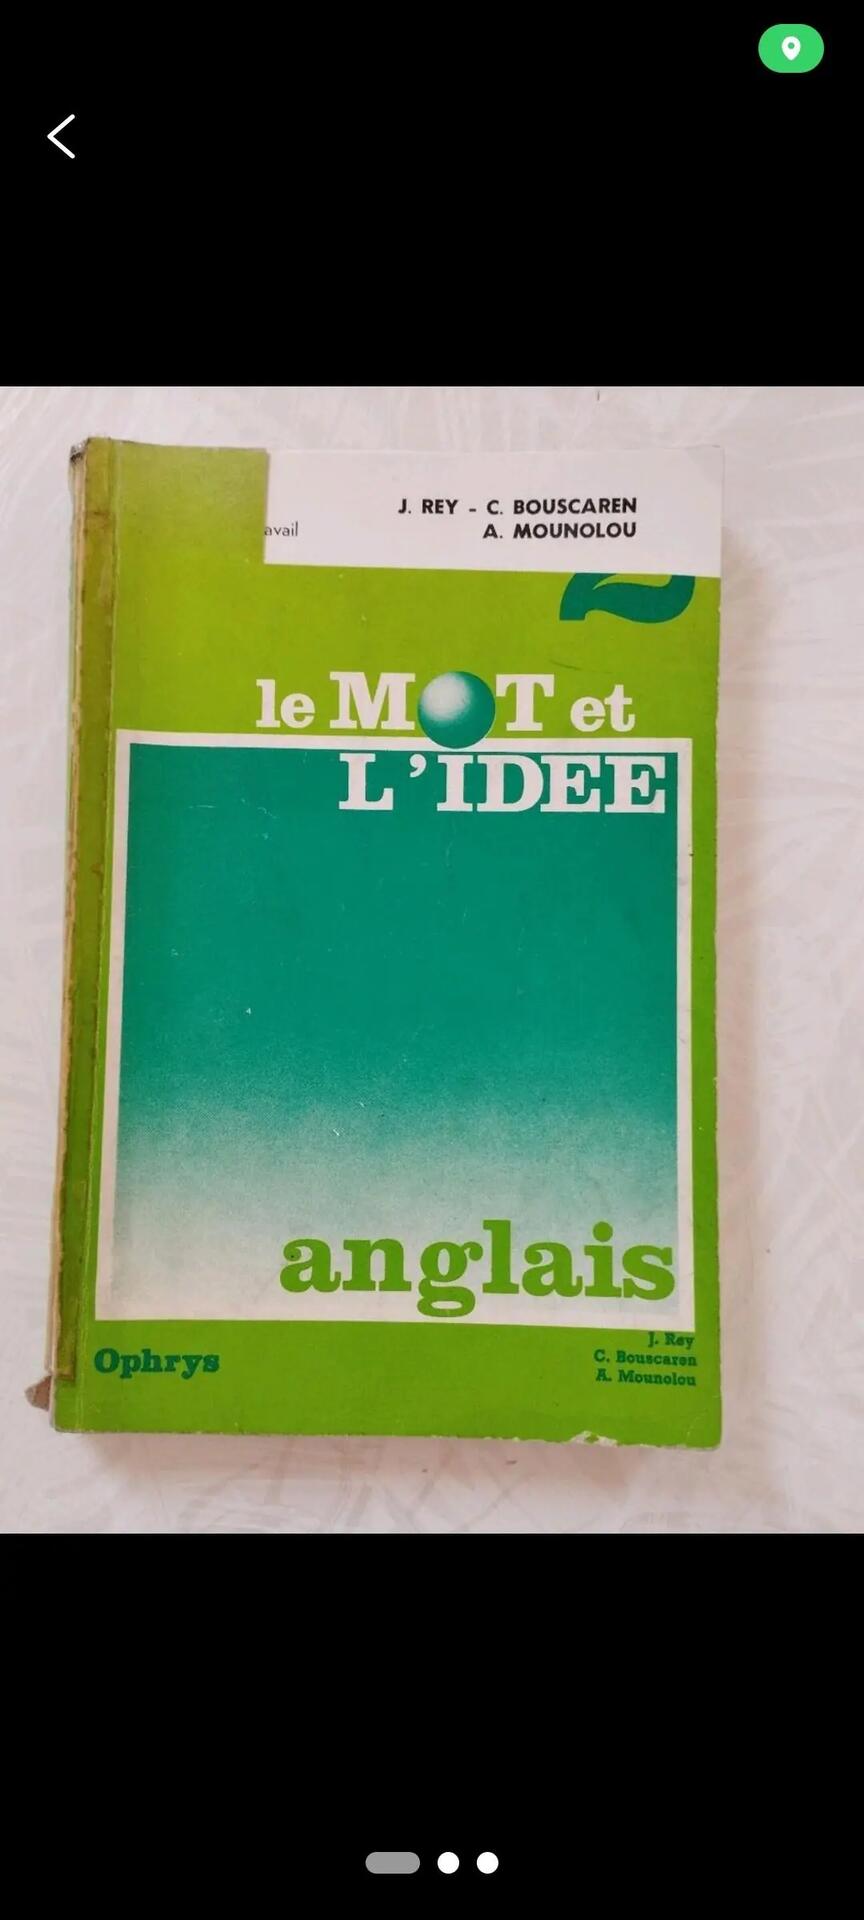 avail
J. REY - C. BOUSCAREN
A. MOUNOLOU
2
le MOT et
L'IDEE
anglais
Ophrys
J. Rey
C. Bouscaren
A. Mounolou